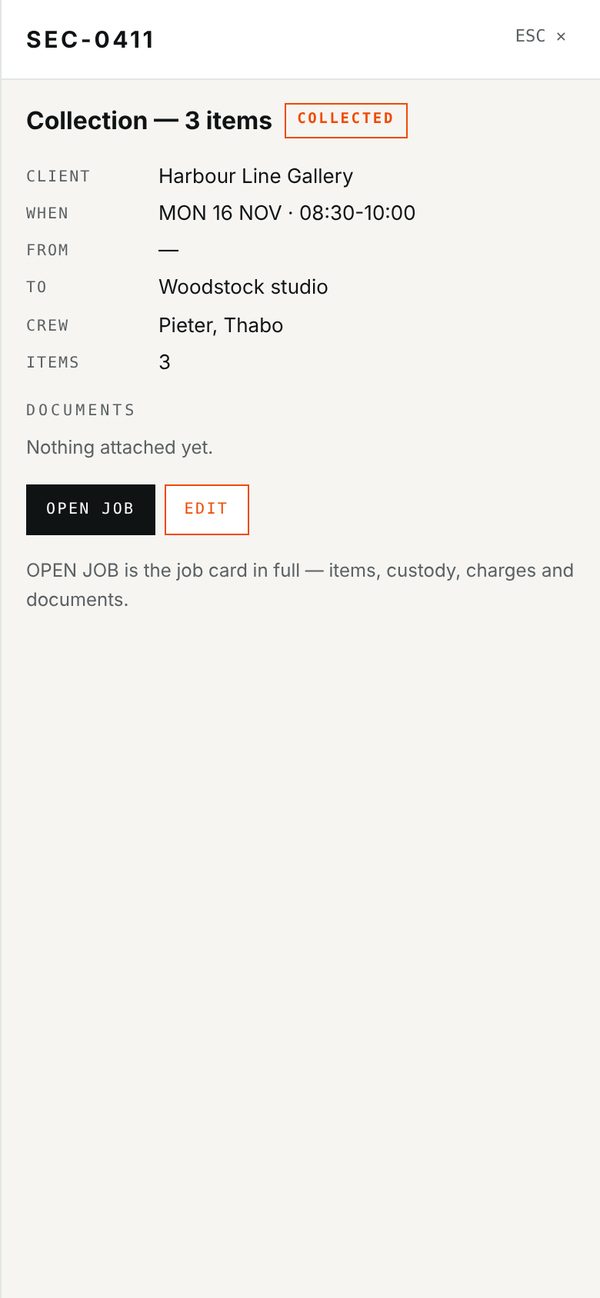 SEC-0411
ESC ×
Collection — 3 items
COLLECTED
CLIENT Harbour Line Gallery
WHEN MON 16 NOV · 08:30-10:00
FROM —
TO Woodstock studio
CREW Pieter, Thabo
ITEMS 3
DOCUMENTS
Nothing attached yet.
OPEN JOB
EDIT
OPEN JOB is the job card in full — items, custody, charges and
documents.